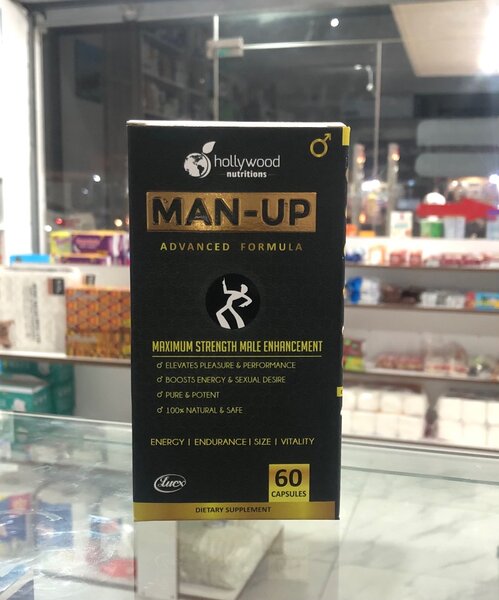 hollywood
nutritions
MAN-UP
ADVANCED FORMULA
MAXIMUM STRENGTH MALE ENHANCEMENT
♂ ELEVATES PLEASURE & PERFORMANCE
♂ BOOSTS ENERGY & SEXUAL DESIRE
♂ PURE & POTENT
♂ 100% NATURAL & SAFE
ENERGY | ENDURANCE | SIZE | VITALITY
60
CAPSULES
DIETARY SUPPLEMENT